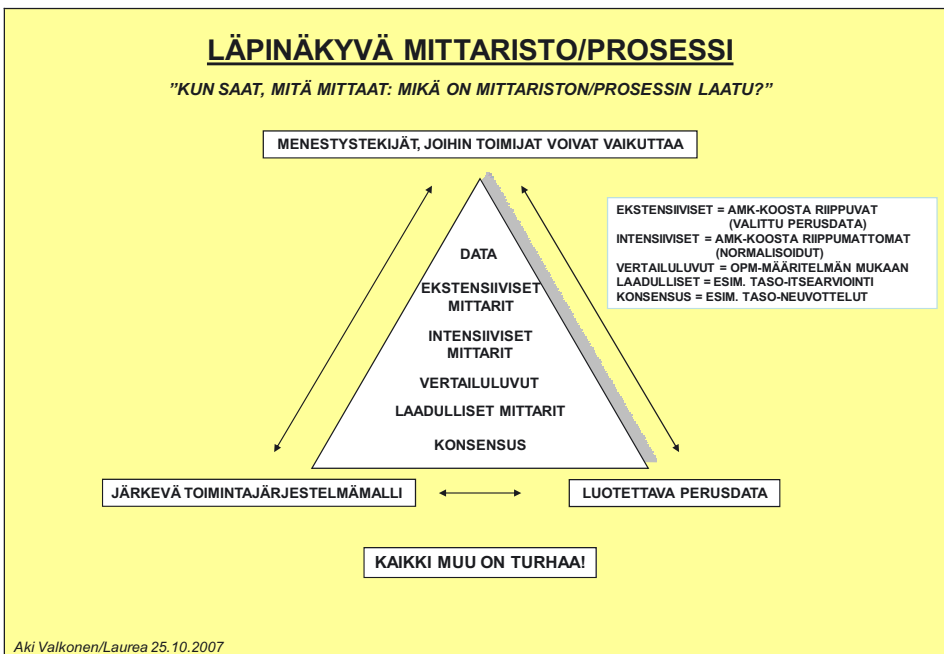 LÄPINÄKYVÄ MITTARISTO/PROSESSI
”KUN SAAT, MITÄ MITTAAT: MIKÄ ON MITTARISTON/PROSESSIN LAATU?”
MENESTYSTEKIJÄT, JOIHIN TOIMIJAT VOIVAT VAIKUTTAA
EKSTENSIIVISET = AMK-KOOSTA RIIPPUVAT
(VALITTU PERUSDATA)
INTENSIIVISET = AMK-KOOSTA RIIPPUMATTOMAT
(NORMALISOIDUT)
VERTAILULUVUT = OPM-MÄÄRITELMÄN MUKAAN
LAADULLISET = ESIM. TASO-ITSEARVIOINTI
KONSENSUS = ESIM. TASO-NEUVOTTELUT
DATA
EKSTENSIIVISET
MITTARIT
INTENSIIVISET
MITTARIT
VERTAILULUVUT
LAADULLISET MITTARIT
KONSENSUS
JÄRKEVÄ TOIMINTAJÄRJESTELMÄMALLI
LUOTETTAVA PERUSDATA
KAIKKI MUU ON TURHAA!
Aki Valkonen/Laurea 25.10.2007